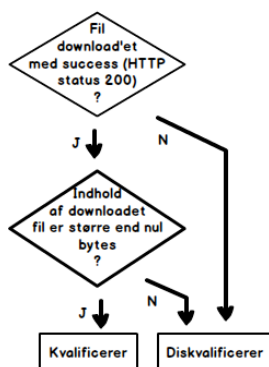 Fil
download'et
med success (HTTP
status 200)
?
J
N
Indhold
af downloadet
fil er større end nul
bytes
?
J
N
Kvalificerer
Diskvalificerer